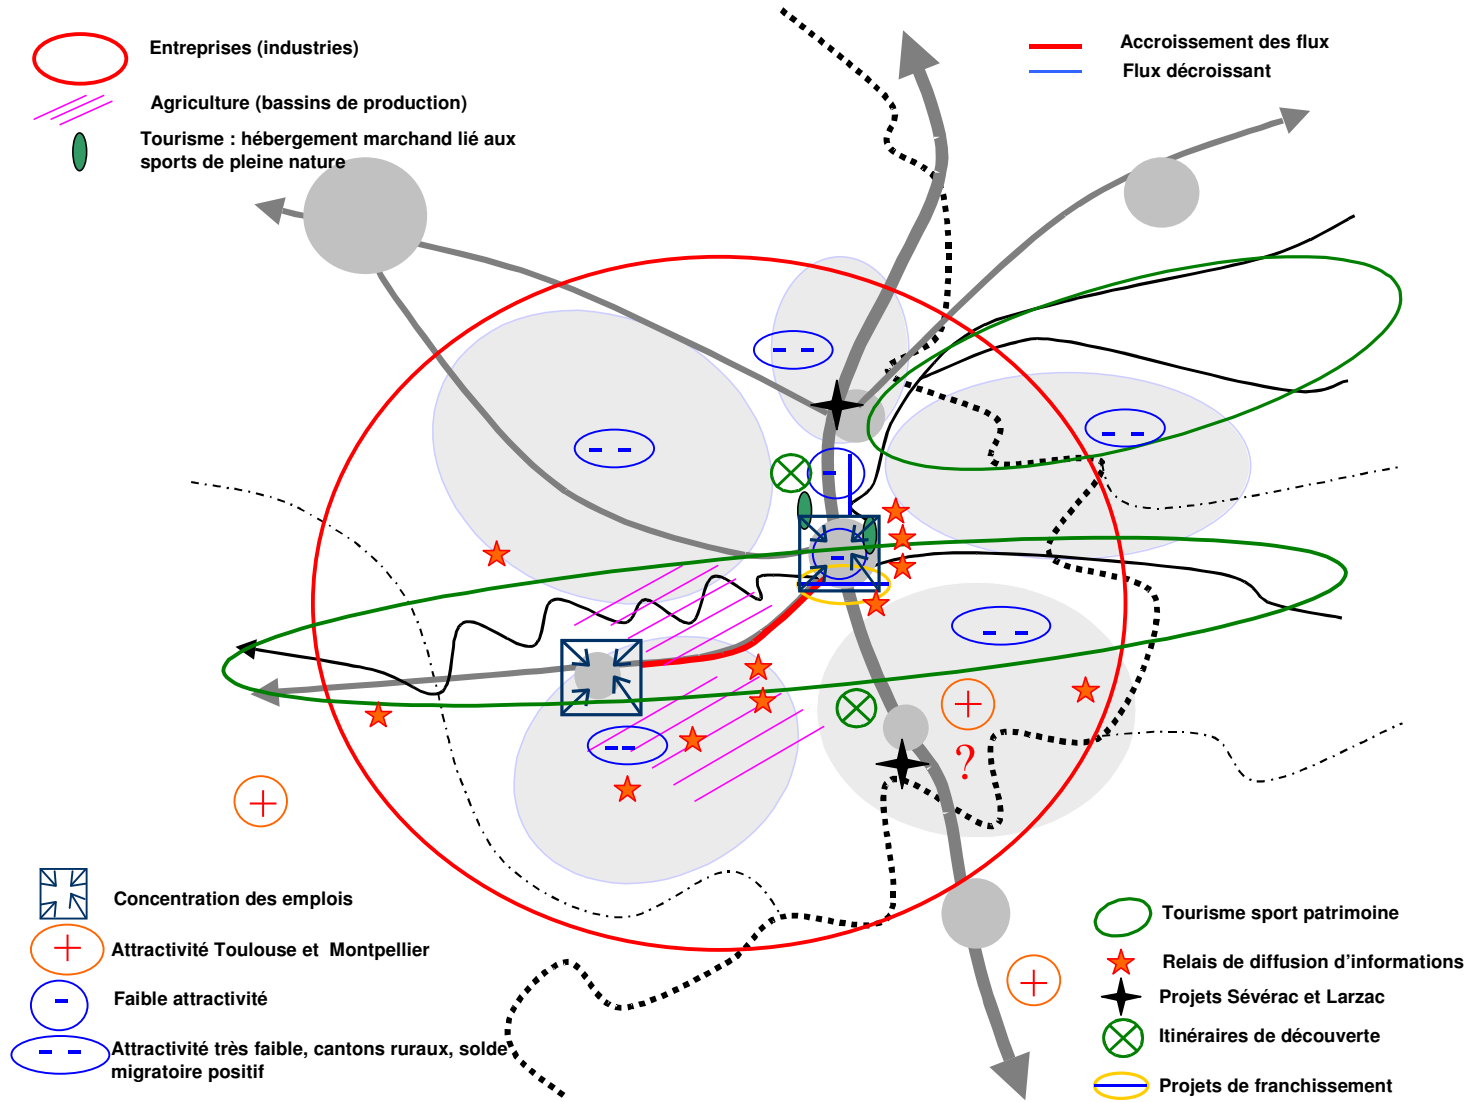 Entreprises (industries)
Agriculture (bassins de production)
Tourisme : hébergement marchand lié aux
sports de pleine nature
Accroissement des flux
Flux décroissant
?
Concentration des emplois
Attractivité Toulouse et Montpellier
Faible attractivité
Attractivité très faible, cantons ruraux, solde
migratoire positif
Tourisme sport patrimoine
Relais de diffusion d’informations
Projets Sévérac et Larzac
Itinéraires de découverte
Projets de franchissement